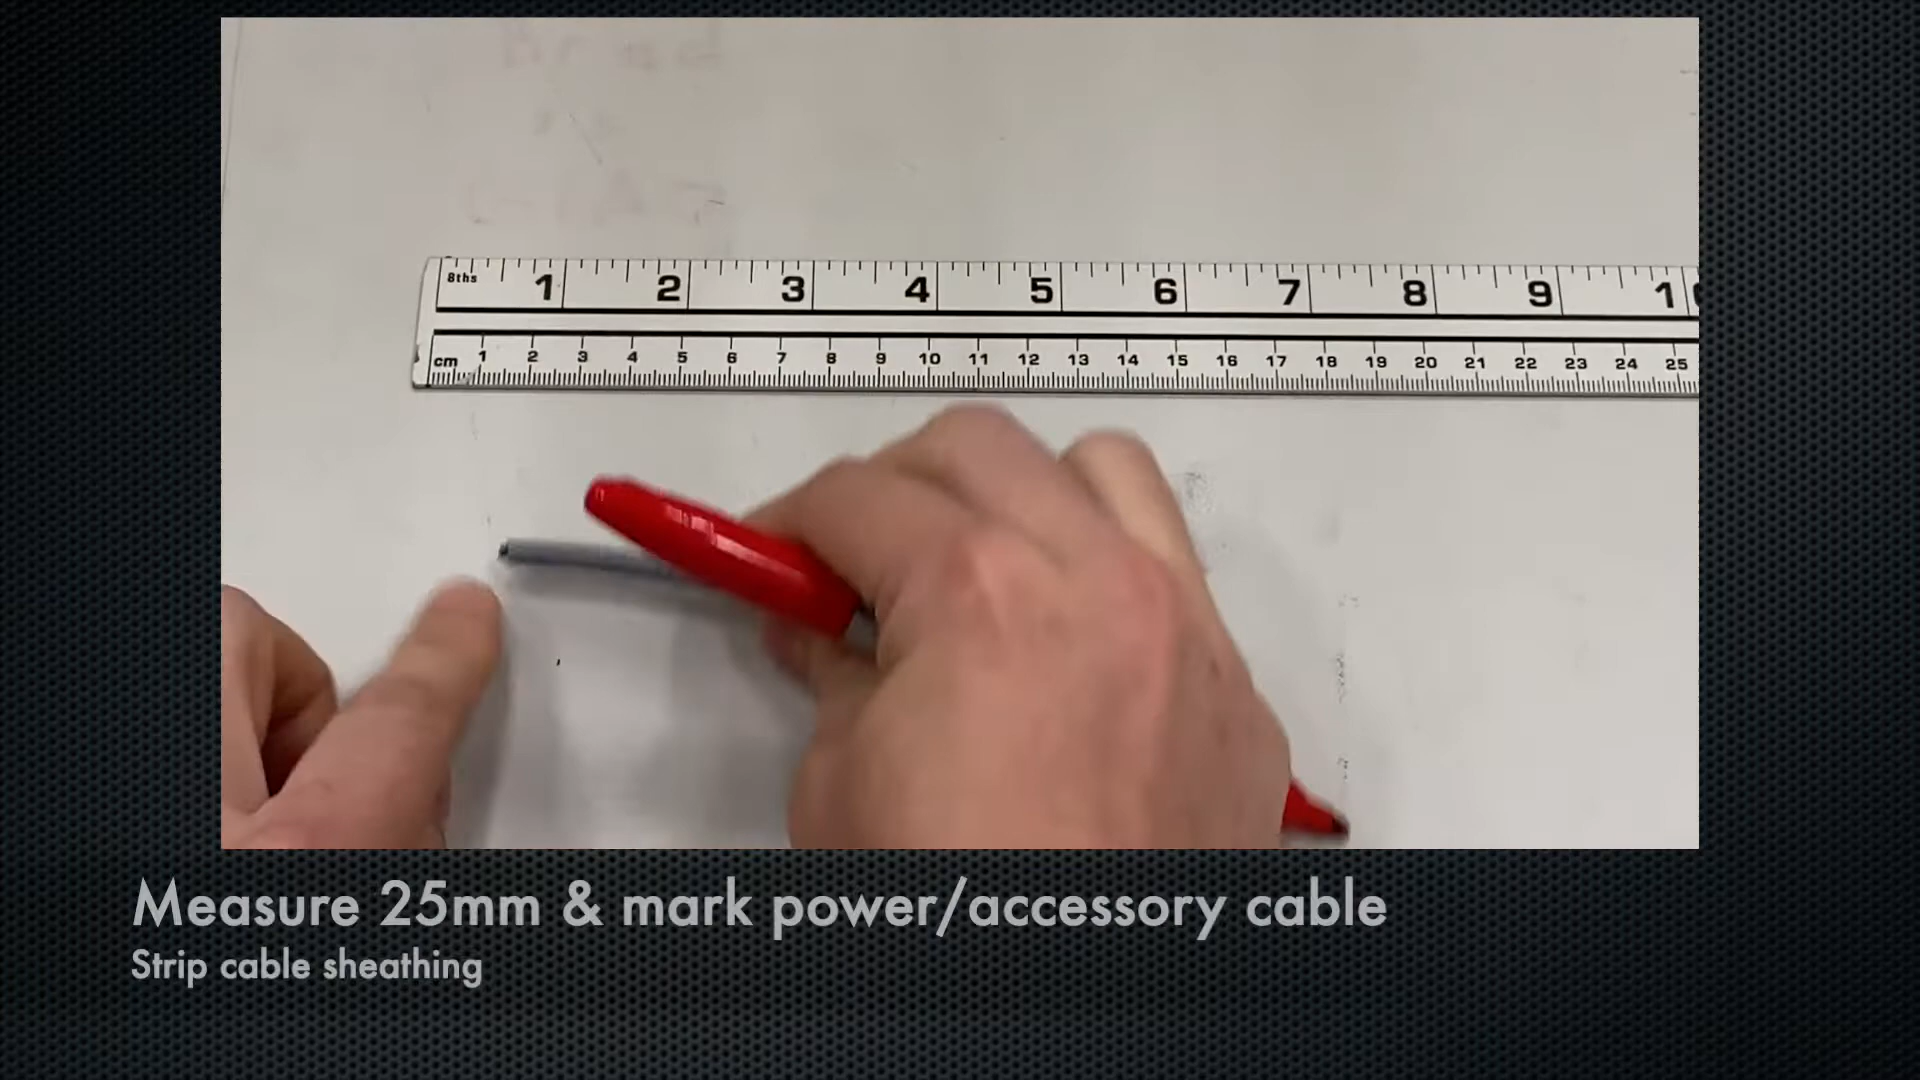 8ths 1 2 3 4 5 6 7 8 9 1
cm 1 2 3 4 5 6 7 8 9 10 11 12 13 14 15 16 17 18 19 20 21 22 23 24 25
Measure 25mm & mark power/accessory cable
Strip cable sheathing